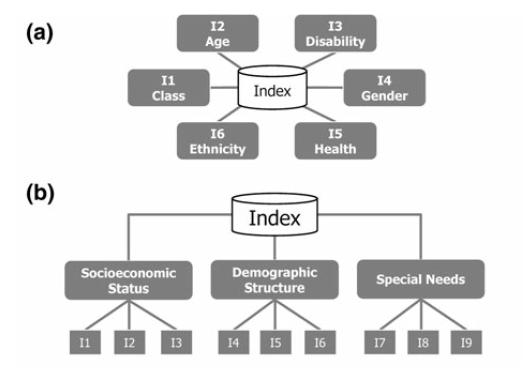 (a)
I2
Age
I3
Disability
I1
Class
Index
I4
Gender
I6
Ethnicity
I5
Health
(b)
Index
Socioeconomic
Status
Demographic
Structure
Special Needs
I1 I2 I3 I4 I5 I6 I7 I8 I9